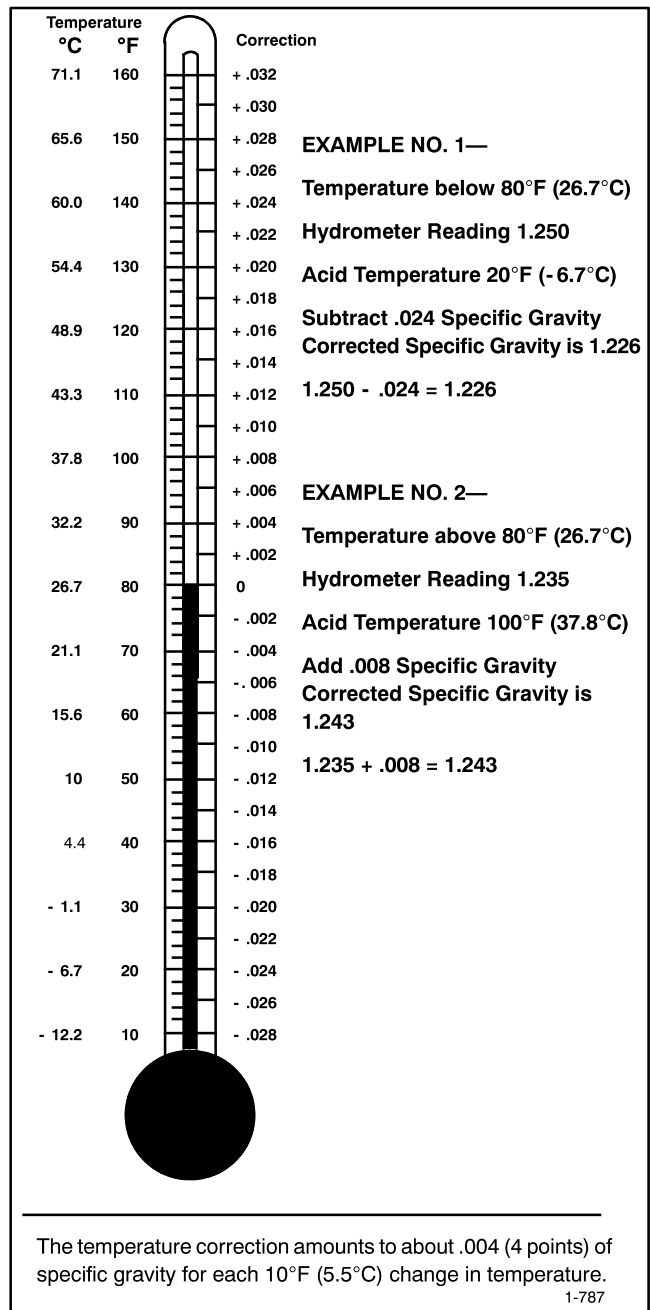 Temperature
°C °F Correction
71.1 160 + .032
+ .030
65.6 150 + .028
+ .026
60.0 140 + .024
+ .022
54.4 130 + .020
+ .018
48.9 120 + .016
+ .014
43.3 110 + .012
+ .010
37.8 100 + .008
+ .006
32.2 90 + .004
+ .002
26.7 80 0
- .002
21.1 70 - .004
- .006
15.6 60 - .008
- .010
10 50 - .012
- .014
4.4 40 - .016
- .018
- 1.1 30 - .020
- .022
- 6.7 20 - .024
- .026
- 12.2 10 - .028
EXAMPLE NO. 1—
Temperature below 80°F (26.7°C)
Hydrometer Reading 1.250
Acid Temperature 20°F (- 6.7°C)
Subtract .024 Specific Gravity
Corrected Specific Gravity is 1.226
1.250 - .024 = 1.226
EXAMPLE NO. 2—
Temperature above 80°F (26.7°C)
Hydrometer Reading 1.235
Acid Temperature 100°F (37.8°C)
Add .008 Specific Gravity
Corrected Specific Gravity is
1.243
1.235 + .008 = 1.243
The temperature correction amounts to about .004 (4 points) of
specific gravity for each 10°F (5.5°C) change in temperature.
1-787